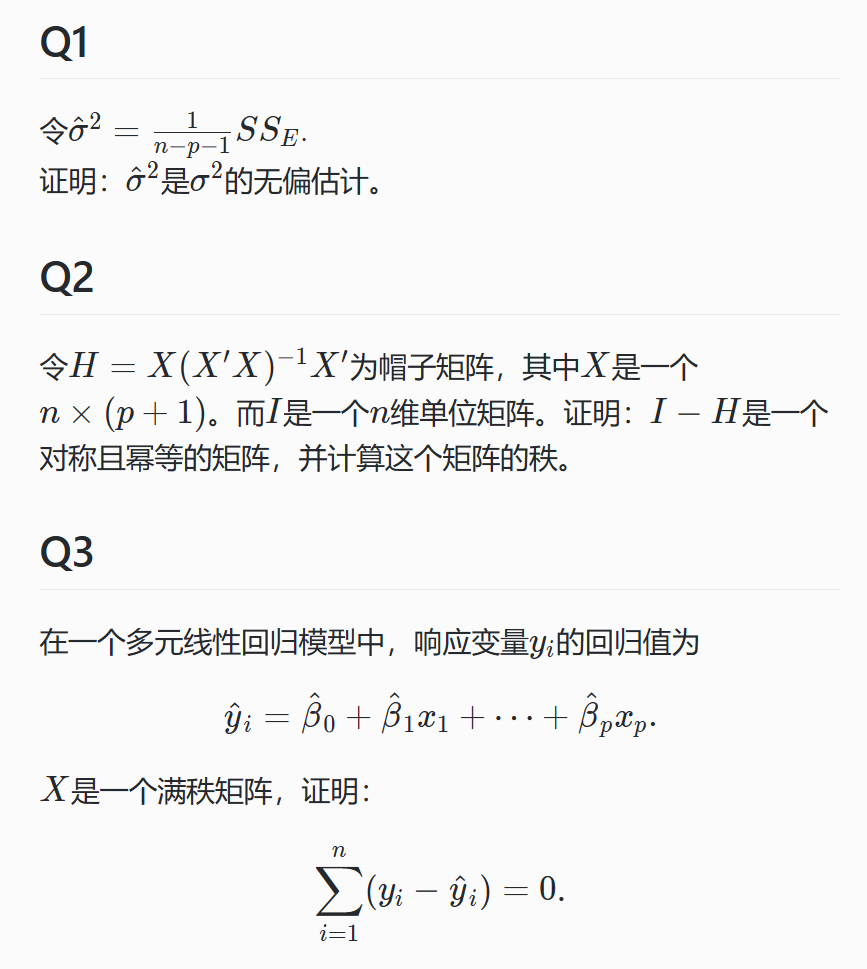 Q1
令$\hat{\sigma}^2 = \frac{1}{n-p-1} SS_E$.
证明：$\hat{\sigma}^2$是$\sigma^2$的无偏估计。
Q2
令$H = X(X'X)^{-1}X'$为帽子矩阵，其中$X$是一个
$n \times (p+1)$。而$I$是一个$n$维单位矩阵。证明：$I - H$是一个
对称且幂等的矩阵，并计算这个矩阵的秩。
Q3
在一个多元线性回归模型中，响应变量$y_i$的回归值为
$\hat{y}_i = \hat{\beta}_0 + \hat{\beta}_1 x_1 + \cdots + \hat{\beta}_p x_p.$
$X$是一个满秩矩阵，证明：
$\sum_{i=1}^{n} (y_i - \hat{y}_i) = 0.$